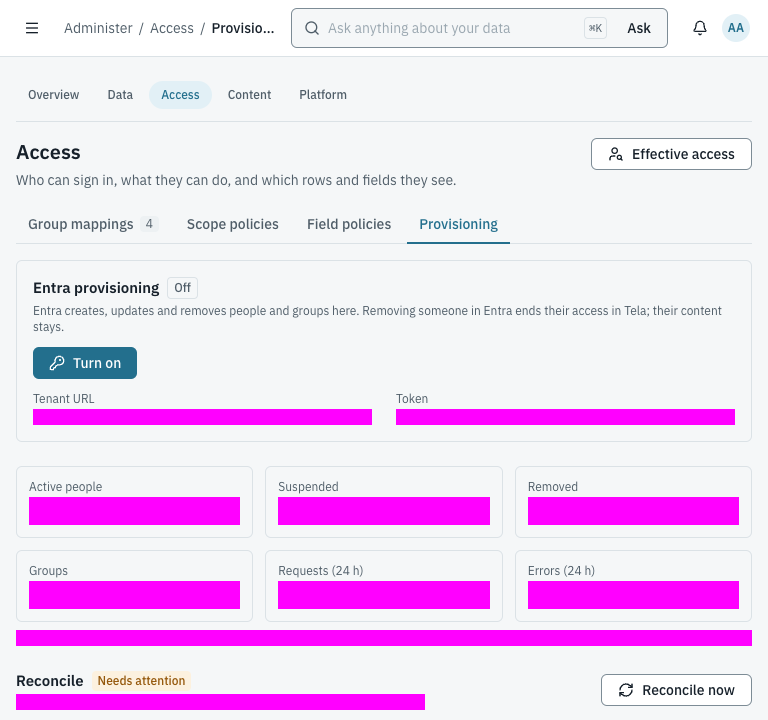 Administer / Access / Provisio...
Ask anything about your data ⌘K Ask
AA
Overview Data Access Content Platform
Access
Effective access
Who can sign in, what they can do, and which rows and fields they see.
Group mappings 4 Scope policies Field policies Provisioning
Entra provisioning Off
Entra creates, updates and removes people and groups here. Removing someone in Entra ends their access in Tela; their content
stays.
Turn on
Tenant URL Token
Active people Suspended Removed
Groups Requests (24 h) Errors (24 h)
Reconcile Needs attention
Reconcile now